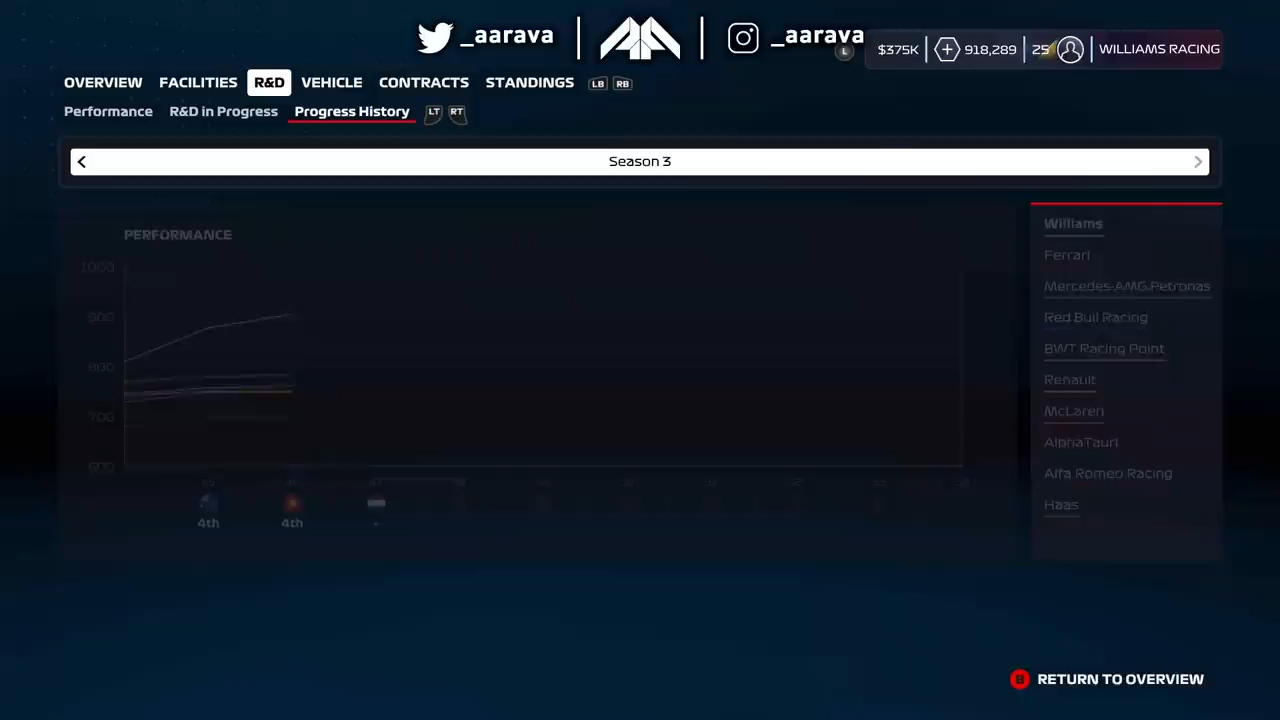 _aarava
_aarava
L
$375K
918,289
25
WILLIAMS RACING
OVERVIEW FACILITIES R&D VEHICLE CONTRACTS STANDINGS LB RB
Performance R&D in Progress Progress History LT RT
Season 3
PERFORMANCE
1000
900
800
700
600
4th
4th
-
Williams
Ferrari
Mercedes-AMG Petronas
Red Bull Racing
BWT Racing Point
Renault
McLaren
AlphaTauri
Alfa Romeo Racing
Haas
B RETURN TO OVERVIEW